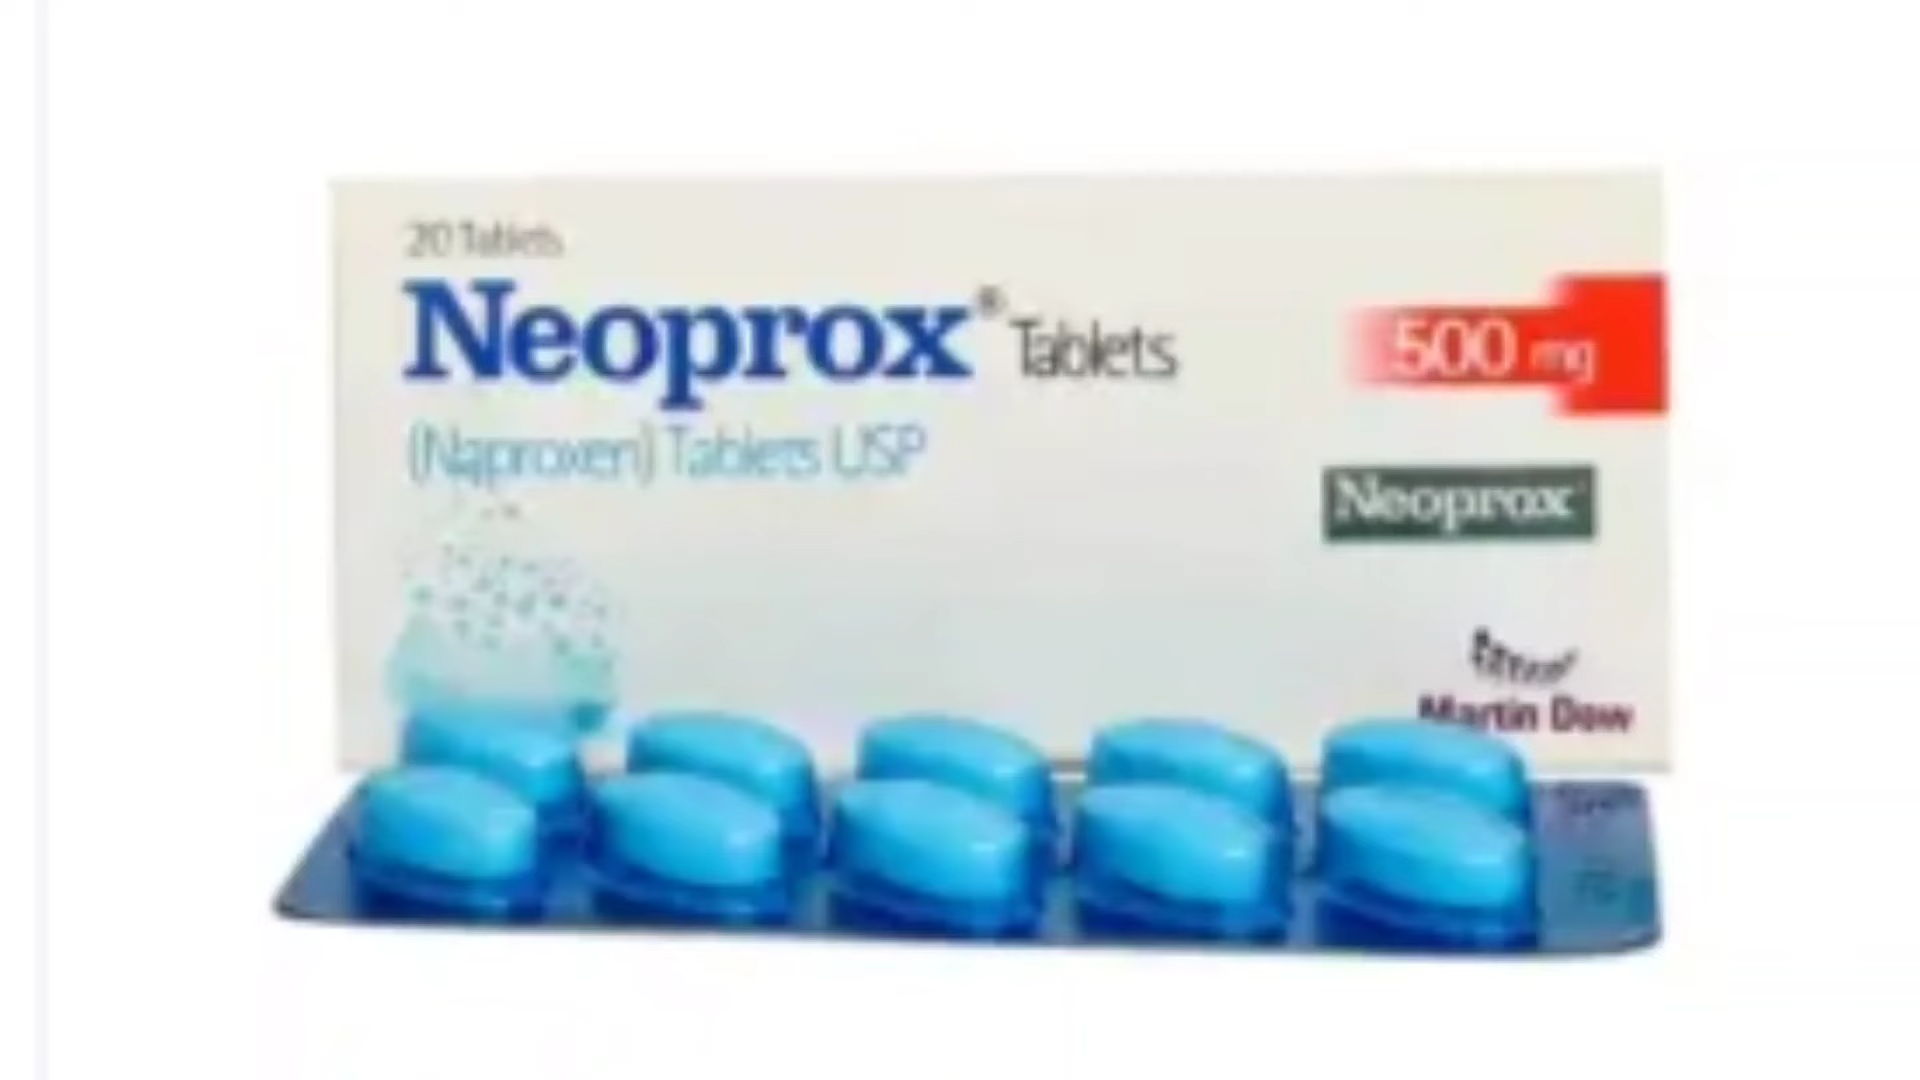 20 Tablets
Neoprox® Tablets
500 mg
(Naproxen) Tablets USP
Neoprox
Martin Dow